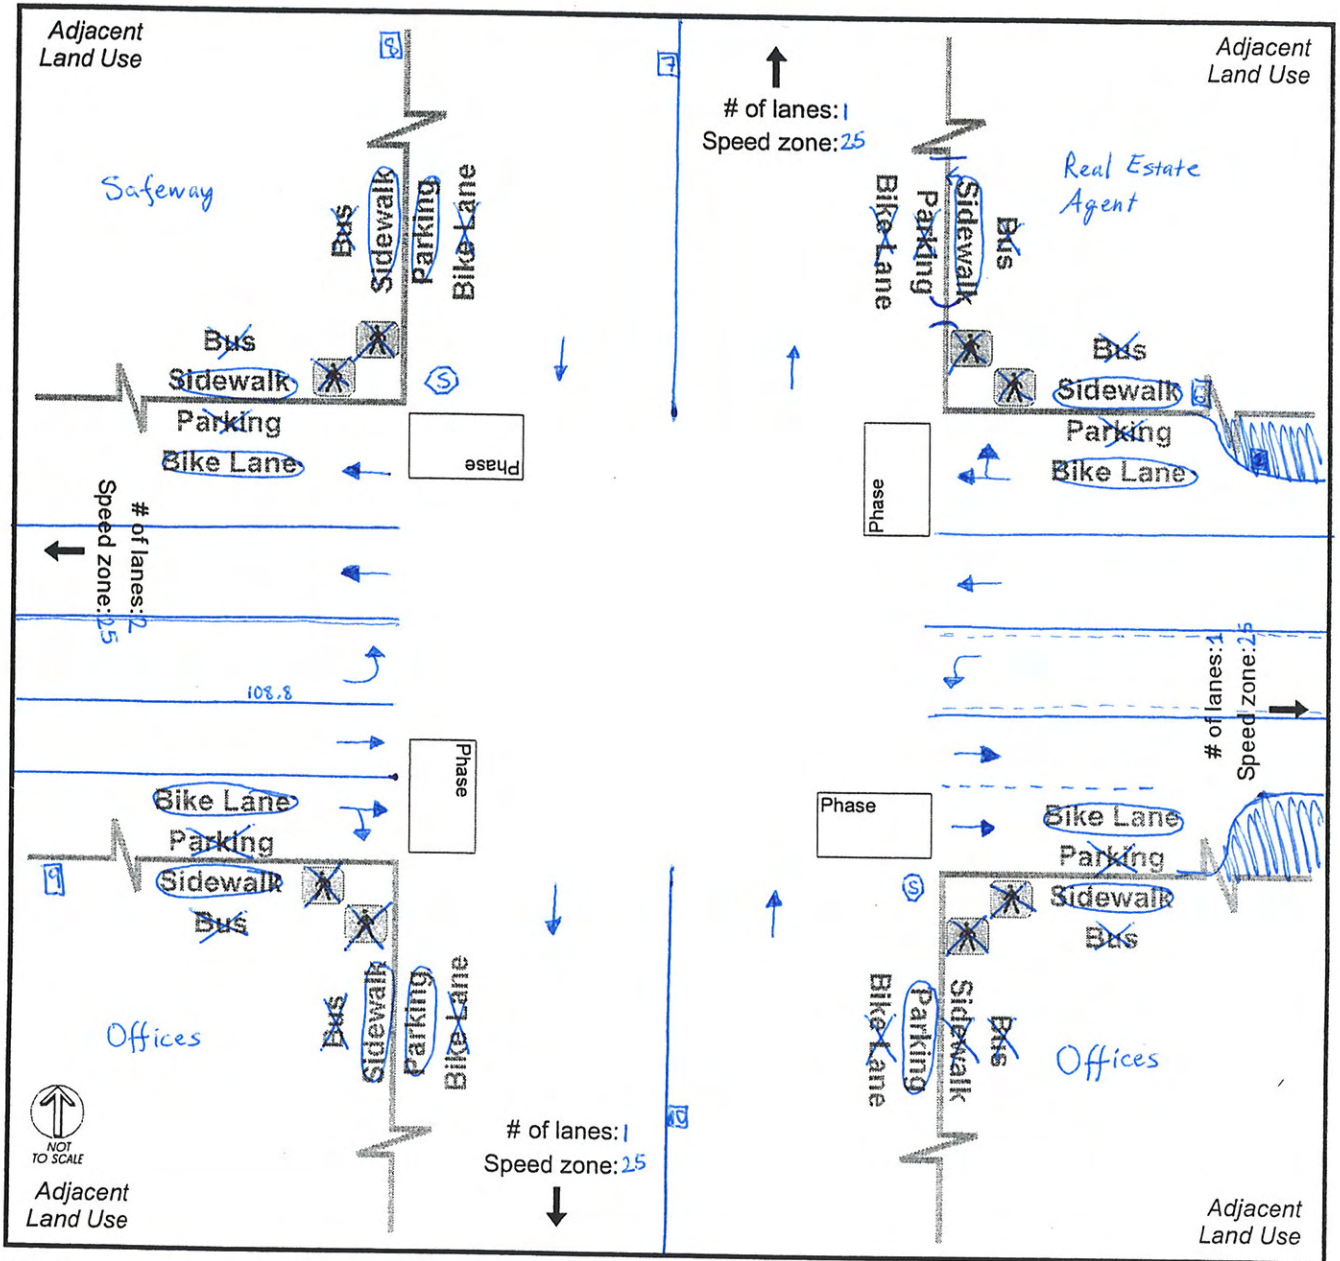 Adjacent
Land Use
8
7
# of lanes: 1
Speed zone: 25
Adjacent
Land Use
Safeway
Bus
Sidewalk
Parking
Bike Lane
Bike Lane
Parking
Sidewalk
Bus
Real Estate
Agent
Bus
Sidewalk
Parking
Bike Lane
S
Phase
Phase
Bus
Sidewalk
Parking
Bike Lane
# of lanes: 2
Speed zone: 25
108.8
# of lanes: 1
Speed zone: 25
Phase
Phase
Bike Lane
Parking
Sidewalk
Bus
9
S
Bike Lane
Parking
Sidewalk
Bus
Offices
Bus
Sidewalk
Parking
Bike Lane
Bike Lane
Parking
Sidewalk
Bus
Offices
10
# of lanes: 1
Speed zone: 25
NOT
TO SCALE
Adjacent
Land Use
Adjacent
Land Use